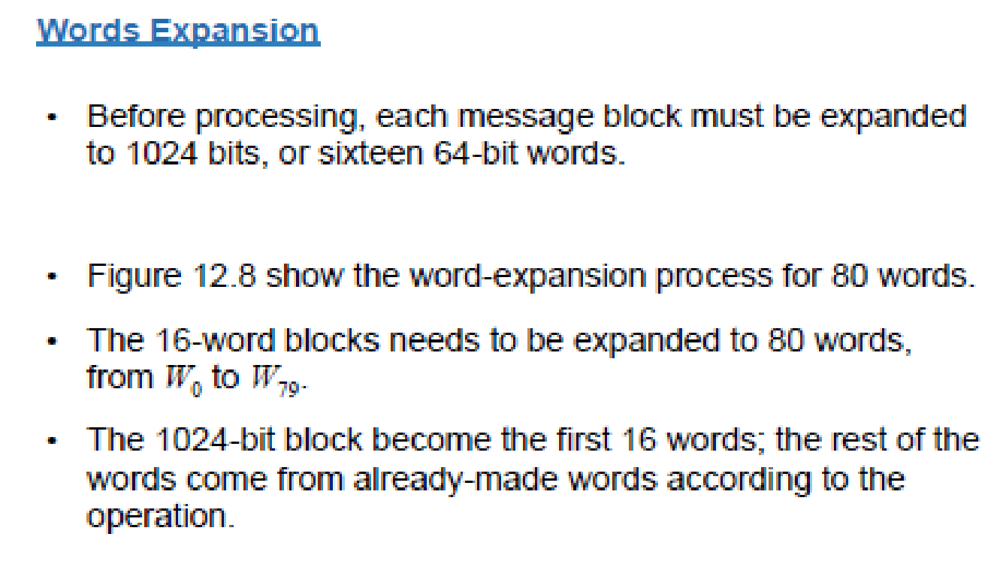 Words Expansion
• Before processing, each message block must be expanded
to 1024 bits, or sixteen 64-bit words.
• Figure 12.8 show the word-expansion process for 80 words.
• The 16-word blocks needs to be expanded to 80 words,
from W₀ to W₇₉.
• The 1024-bit block become the first 16 words; the rest of the
words come from already-made words according to the
operation.